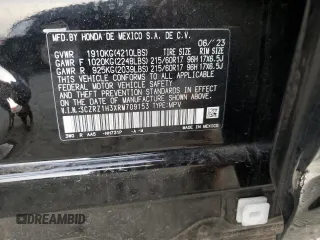 MFD.BY HONDA DE MEXICO S.A. DE C.V.
06/'23
GVWR 1910KG(4210LBS) TIRE SIZE RIM SIZE
GAWR F 1020KG(2248LBS) 215/60R17 96H 17X6.5J
GAWR R 925KG(2039LBS) 215/60R17 96H 17X6.5J
THIS VEHICLE CONFORMS TO ALL APPLICABLE
FEDERAL MOTOR VEHICLE SAFETY AND THEFT
PREVENTION STANDARDS IN EFFECT ON THE DATE
OF MANUFACTURE SHOWN ABOVE.
V.I.N.:3CZRZ1H3XRM709153 TYPE:MPV
AAS
MADE IN MEXICO
AUTOBIDMASTER